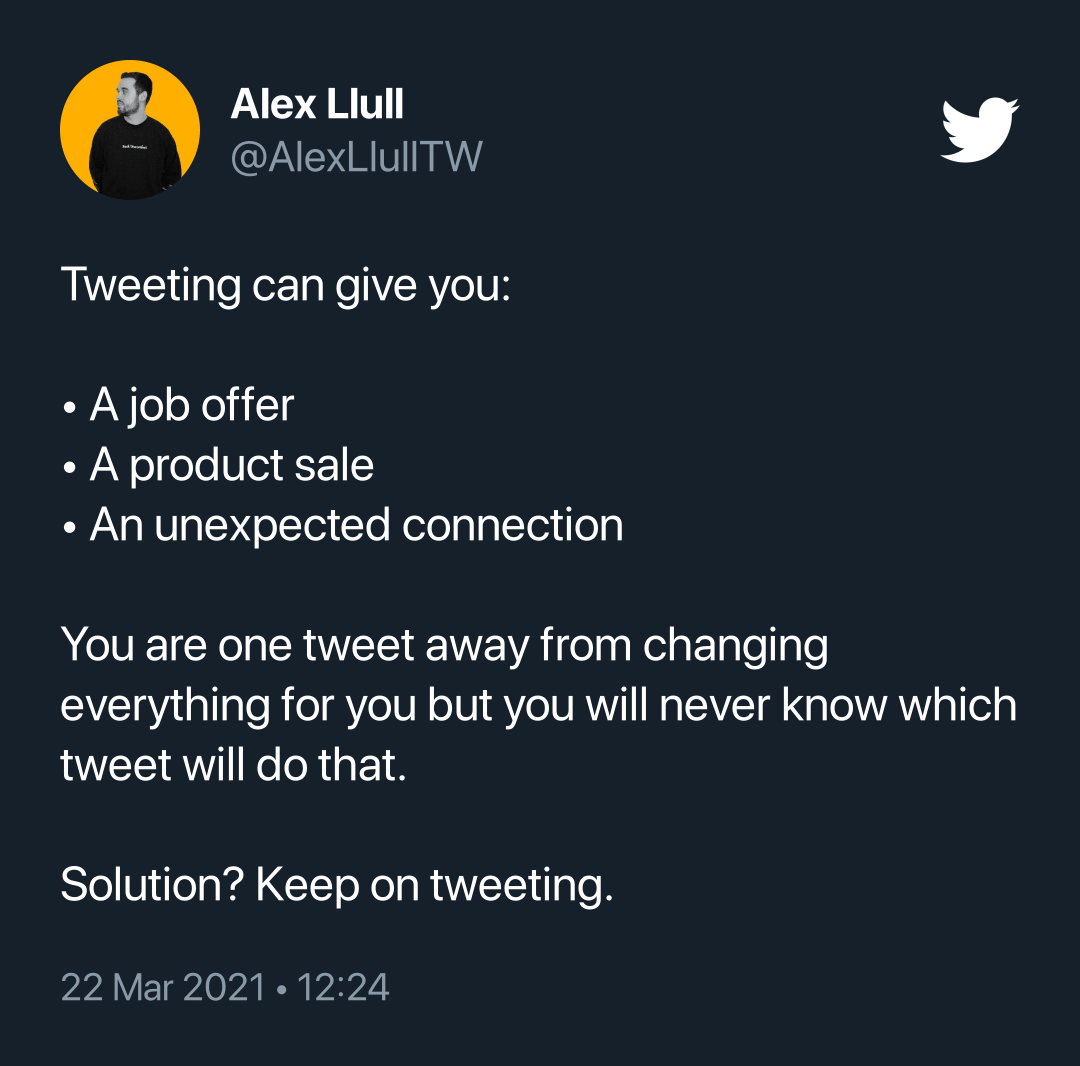 Alex Llull
@AlexLlullTW
Tweeting can give you:
• A job offer
• A product sale
• An unexpected connection
You are one tweet away from changing
everything for you but you will never know which
tweet will do that.
Solution? Keep on tweeting.
22 Mar 2021 • 12:24